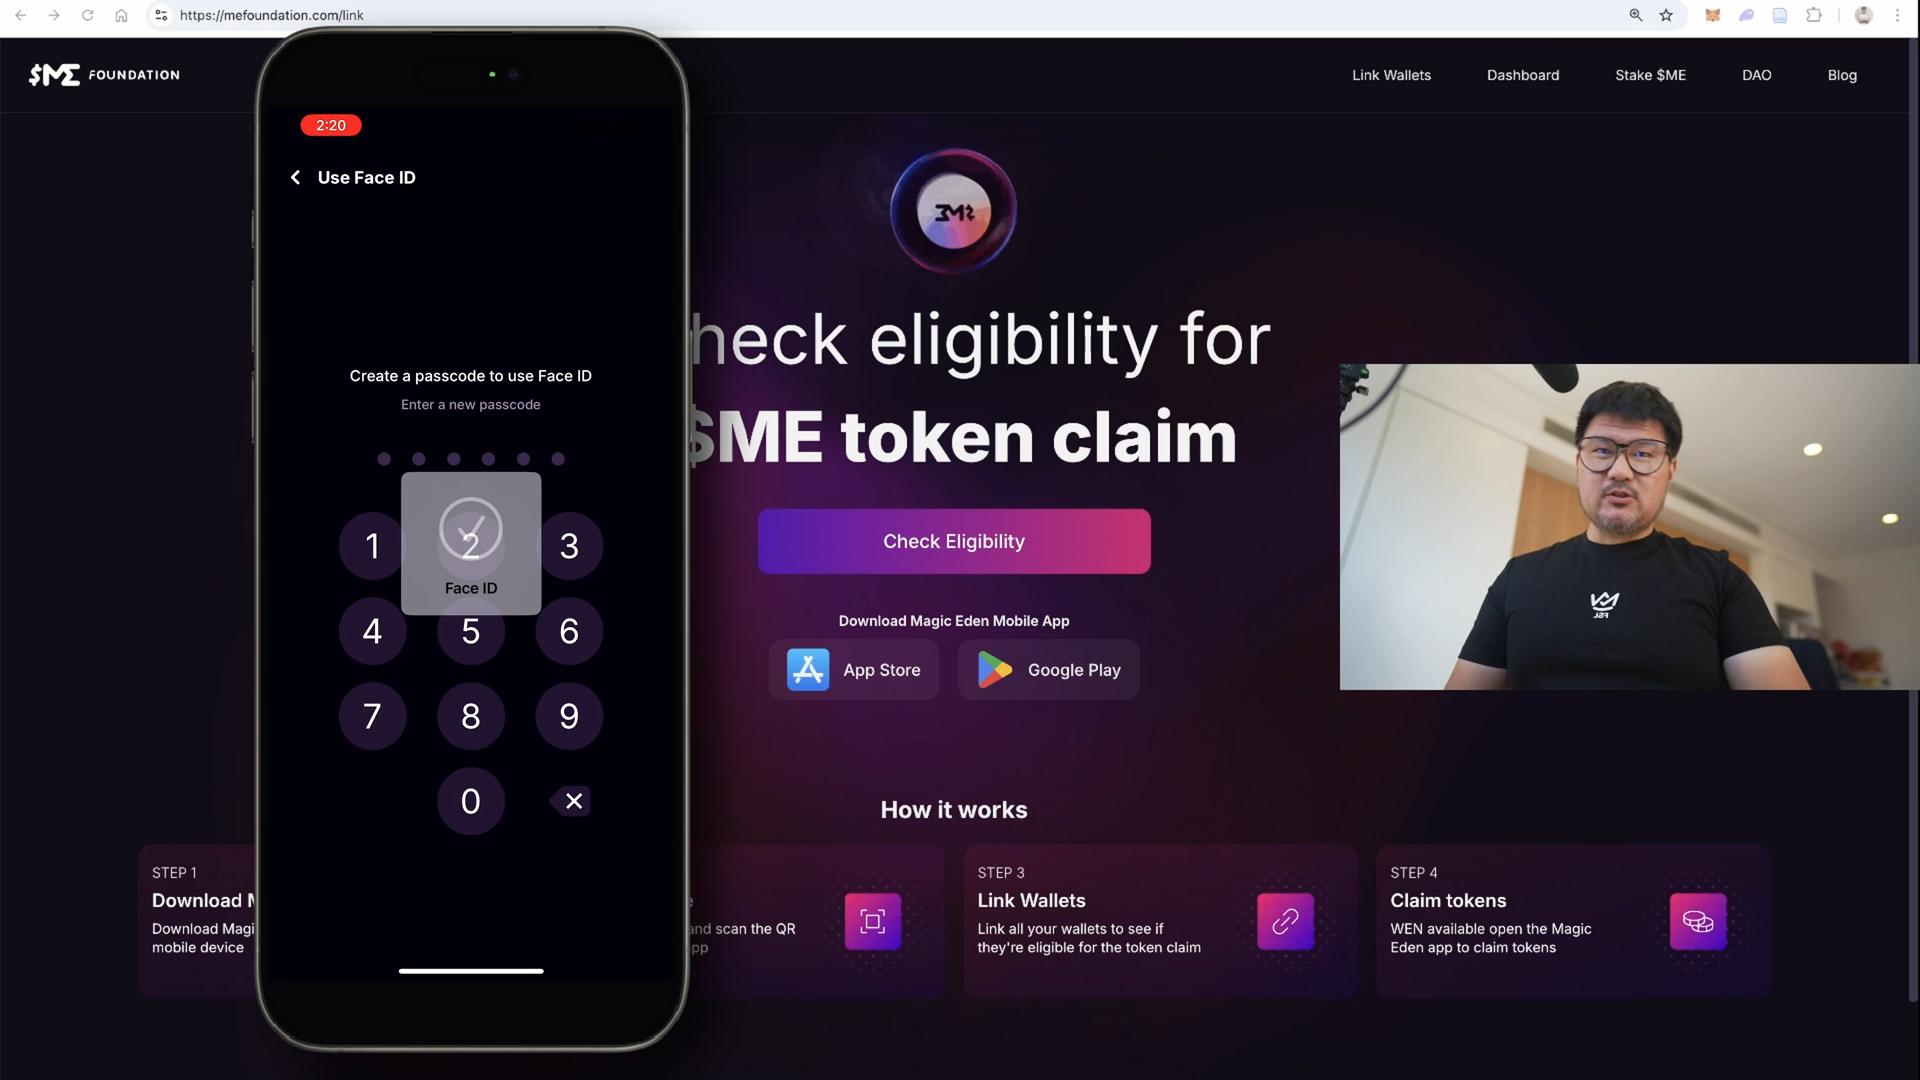 https://mefoundation.com/link
$ME FOUNDATION
Link Wallets
Dashboard
Stake $ME
DAO
Blog
2:20
Use Face ID
Create a passcode to use Face ID
Enter a new passcode
1
2
3
Face ID
4
5
6
7
8
9
0
heck eligibility for
$ME token claim
Check Eligibility
Download Magic Eden Mobile App
App Store
Google Play
How it works
STEP 1
Download M
Download Magi
mobile device
e
and scan the QR
pp
STEP 3
Link Wallets
Link all your wallets to see if
they're eligible for the token claim
STEP 4
Claim tokens
WEN available open the Magic
Eden app to claim tokens